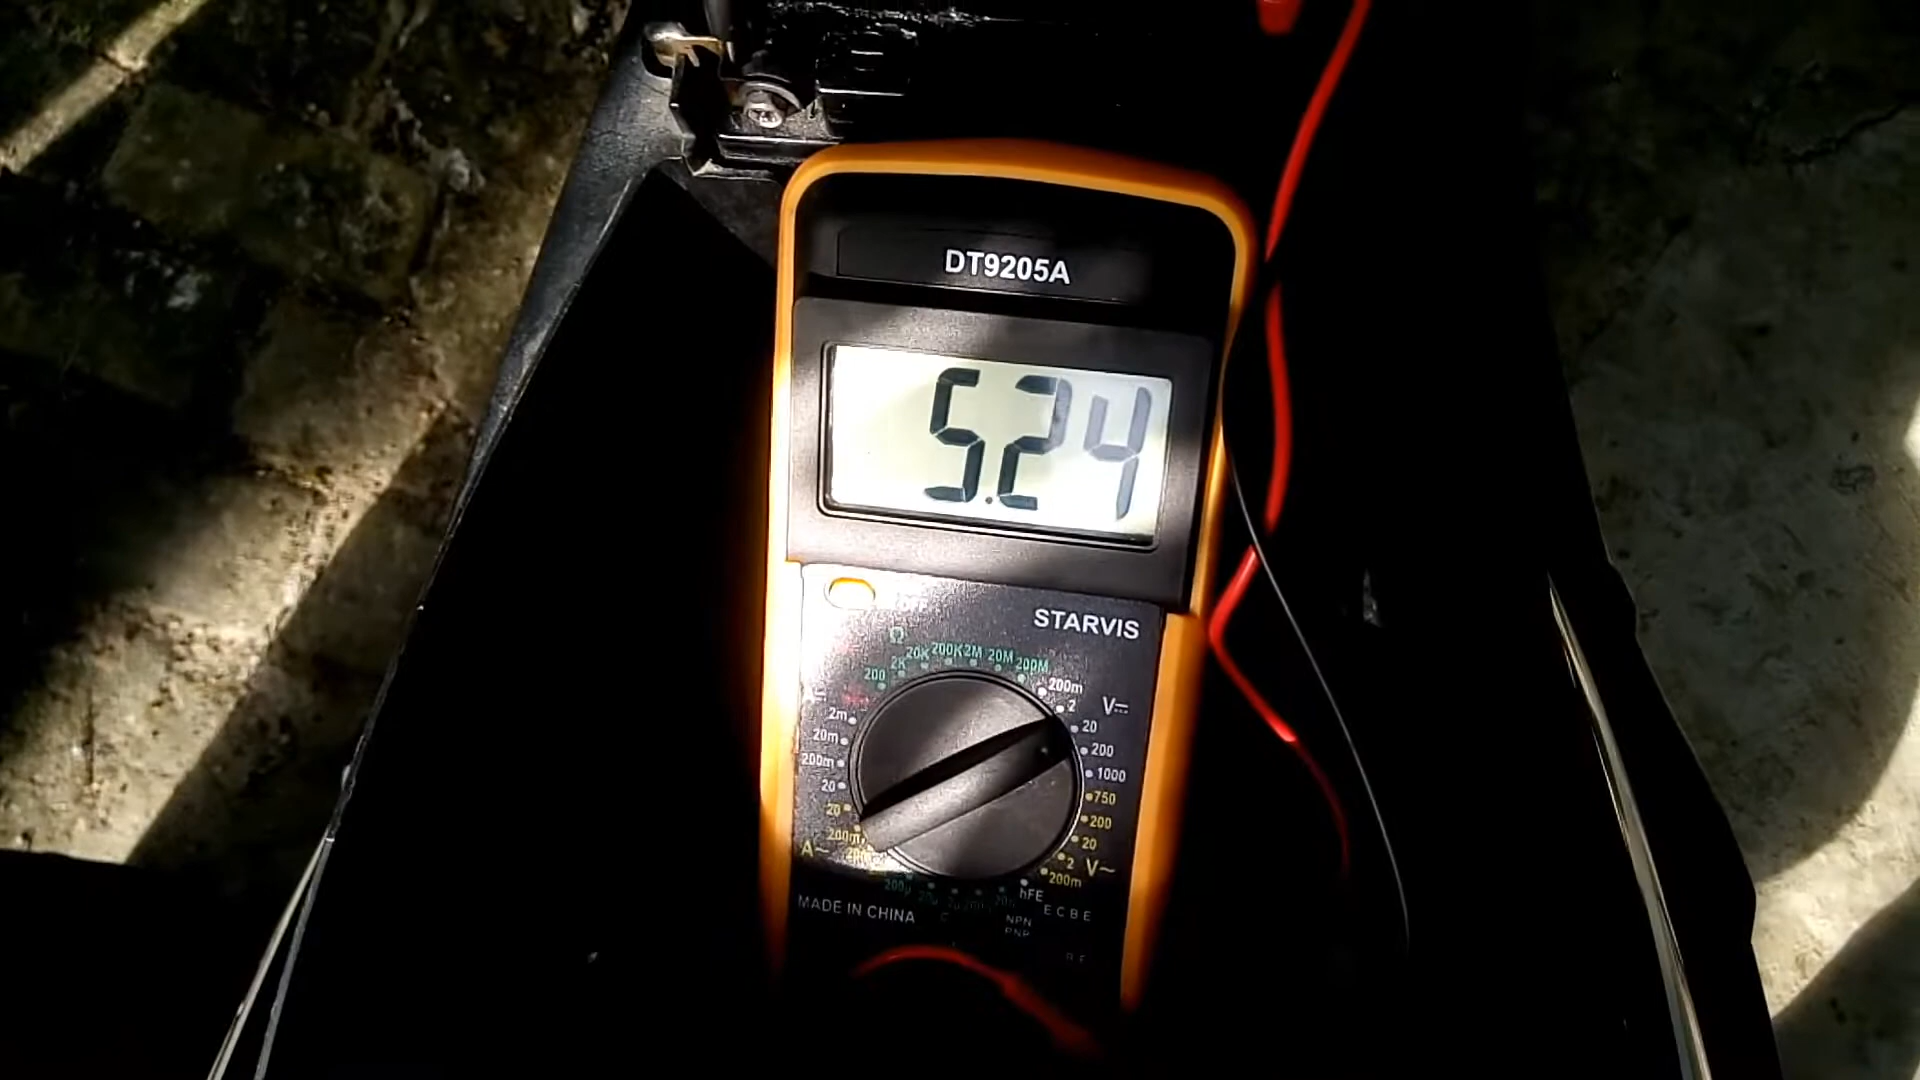 DT9205A
5.24
STARVIS
Ω
200 2K 20K 200K 2M 20M 200M
200m
2 V⎓
2m 20
20m 200
200m 1000
20 750
20 200
200m 20
A~ 2 V~
200m
200µ hFE
MADE IN CHINA E C B E
NPN
PNP